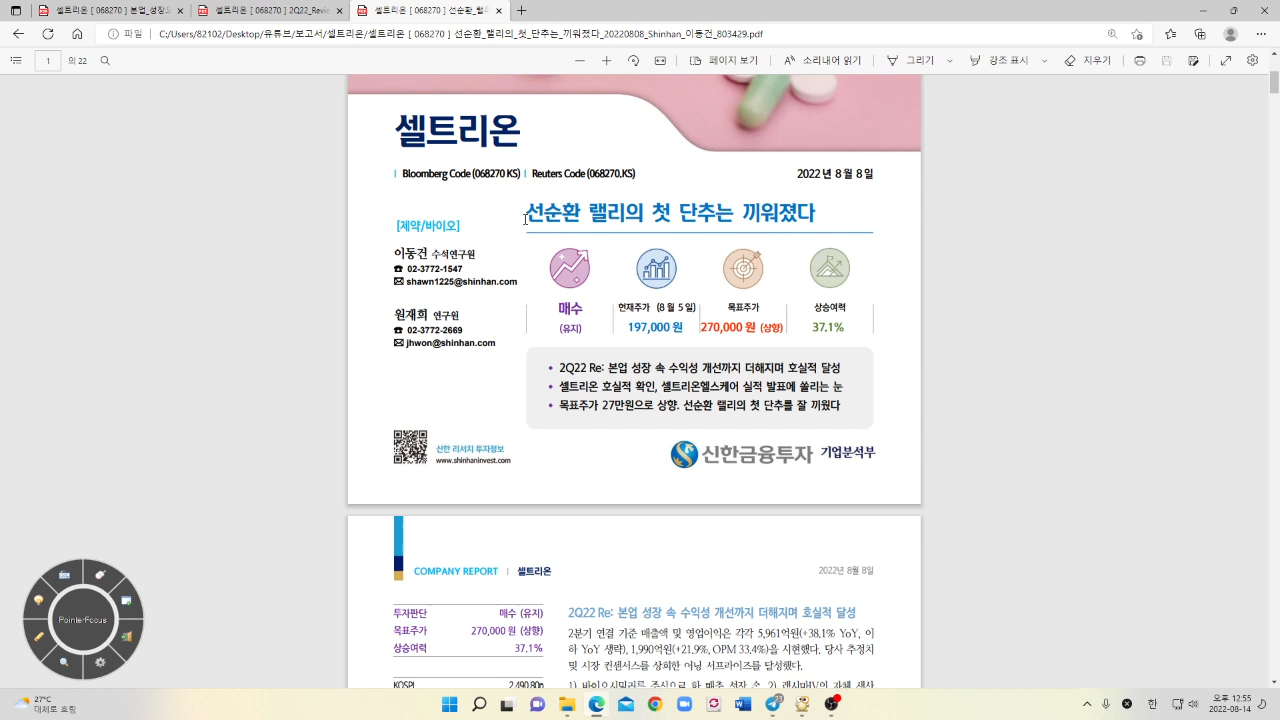 셀트리온 [ 068270 ] 2Q22_Revie
셀트리온 [ 068270 ] 선순환_랠리
파일
C:/Users/82102/Desktop/유튜브/보고서/셀트리온/셀트리온 [ 068270 ] 선순환_랠리의_첫_단추는_끼워졌다_20220808_Shinhan_이동건_803429.pdf
1 의 22
페이지 보기
소리내어 읽기
그리기
강조 표시
지우기
셀트리온
Bloomberg Code (068270 KS) | Reuters Code (068270.KS)
2022년 8월 8일
[제약/바이오]
선순환 랠리의 첫 단추는 끼워졌다
이동건 수석연구원
☎ 02-3772-1547
✉ shawn1225@shinhan.com
원재희 연구원
☎ 02-3772-2669
✉ jhwon@shinhan.com
매수
(유지)
현재주가 (8월 5일)
197,000 원
목표주가
270,000 원 (상향)
상승여력
37.1%
2Q22 Re: 본업 성장 속 수익성 개선까지 더해지며 호실적 달성
셀트리온 호실적 확인, 셀트리온헬스케어 실적 발표에 쏠리는 눈
목표주가 27만원으로 상향. 선순환 랠리의 첫 단추를 잘 끼웠다
신한 리서치 투자정보
www.shinhaninvest.com
신한금융투자 기업분석부
COMPANY REPORT | 셀트리온
2022년 8월 8일
투자판단 매수 (유지)
목표주가 270,000 원 (상향)
상승여력 37.1%
KOSPI 2,490.80p
2Q22 Re: 본업 성장 속 수익성 개선까지 더해지며 호실적 달성
2분기 연결 기준 매출액 및 영업이익은 각각 5,961억원(+38.1% YoY, 이
하 YoY 생략), 1,990억원(+21.9%, OPM 33.4%)을 시현했다. 당사 추정치
및 시장 컨센서스를 상회한 어닝 서프라이즈를 달성했다.
PointerFocus
27°C
대체로 흐림
오후 12:55
2022-08-14